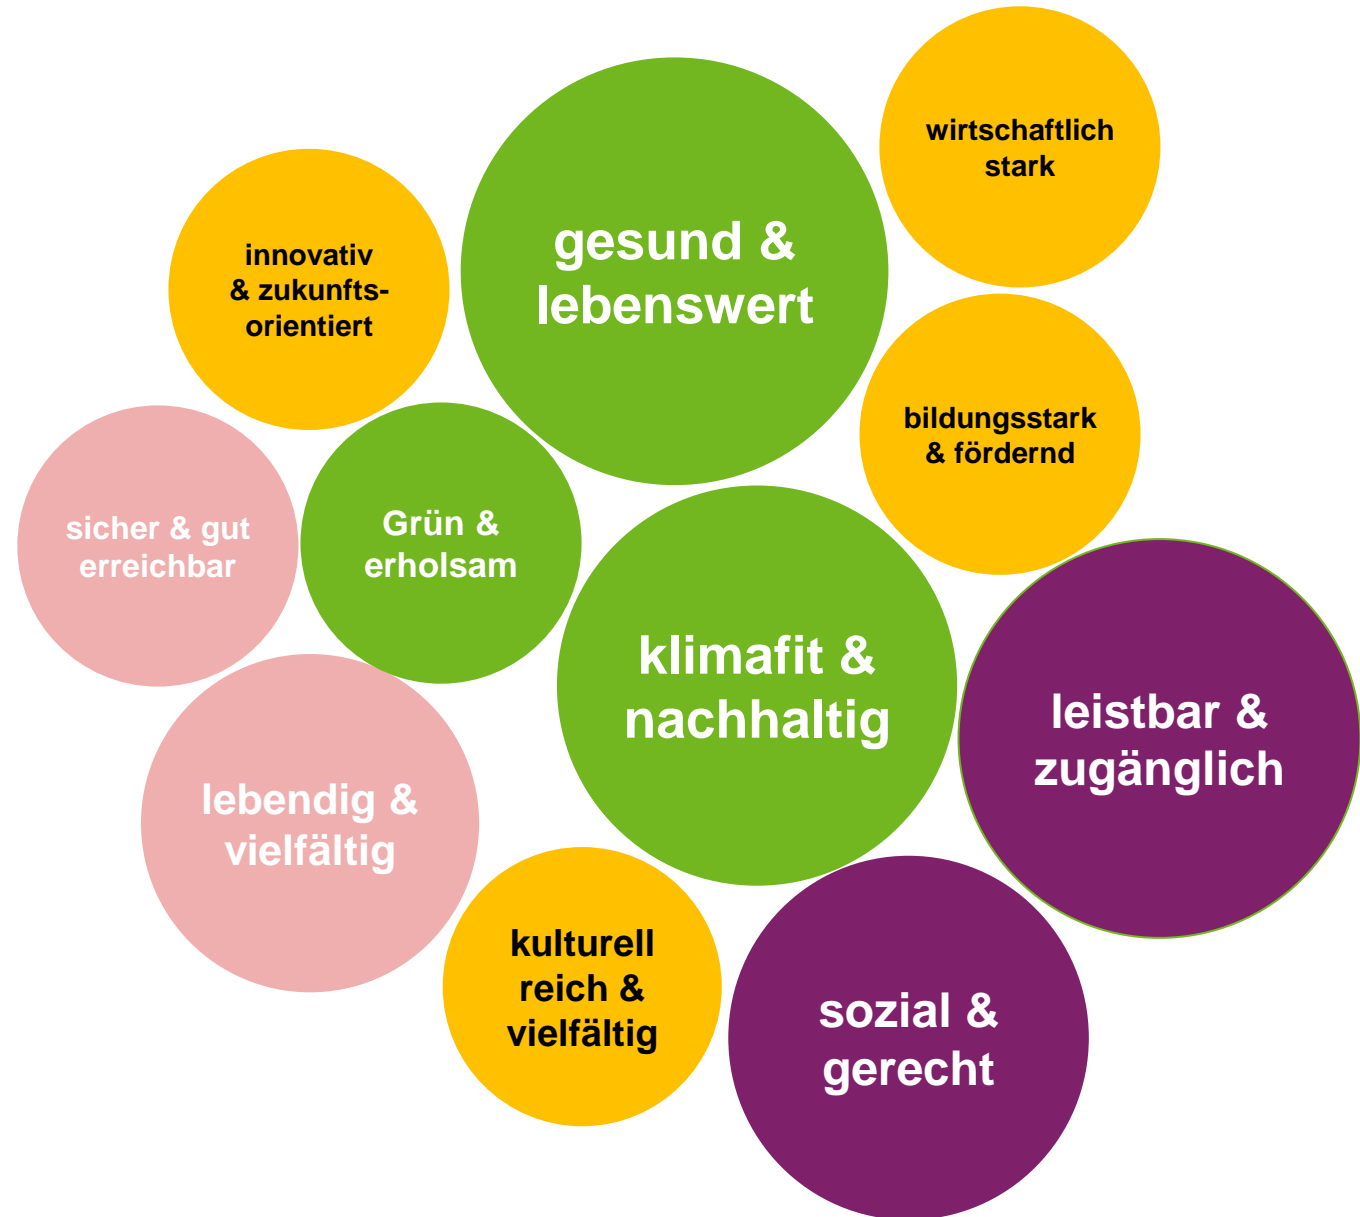 wirtschaftlich
stark
gesund &
lebenswert
innovativ
& zukunfts-
orientiert
bildungsstark
& fördernd
sicher & gut
erreichbar
Grün &
erholsam
klimafit &
nachhaltig
leistbar &
zugänglich
lebendig &
vielfältig
kulturell
reich &
vielfältig
sozial &
gerecht